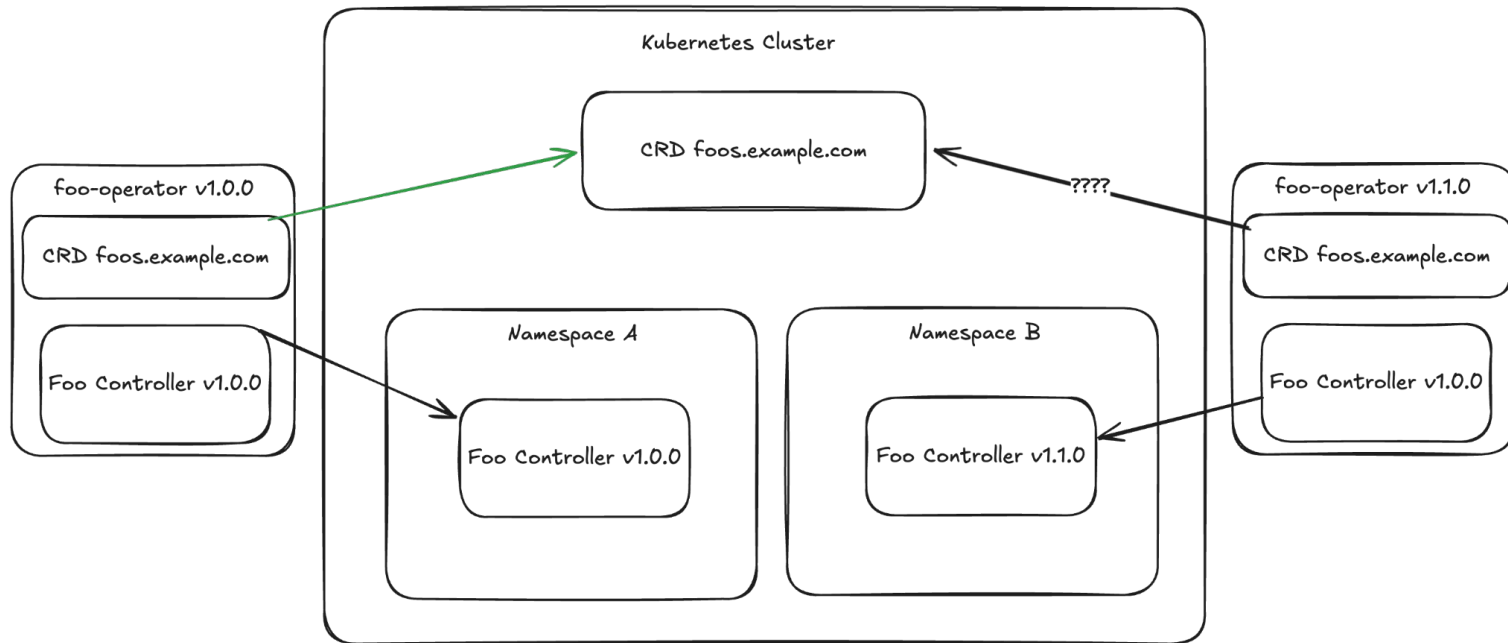 Kubernetes Cluster
CRD foos.example.com
foo-operator v1.0.0
CRD foos.example.com
Foo Controller v1.0.0
????
foo-operator v1.1.0
CRD foos.example.com
Foo Controller v1.0.0
Namespace A
Foo Controller v1.0.0
Namespace B
Foo Controller v1.1.0